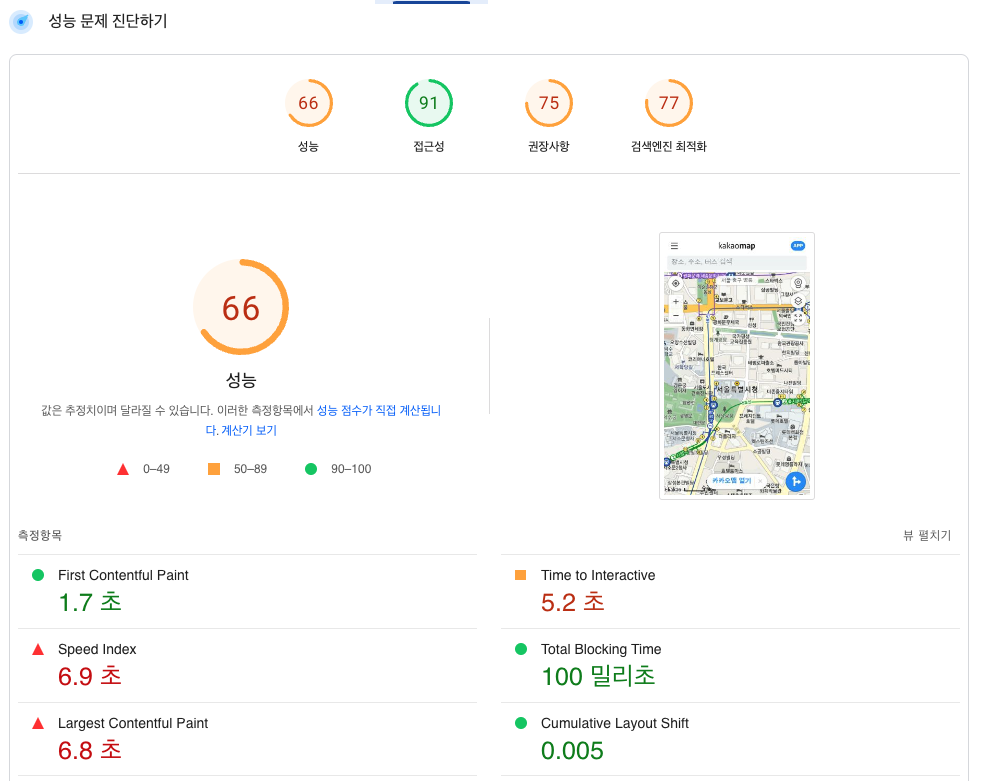 성능 문제 진단하기
66
91
75
77
성능
접근성
권장사항
검색엔진 최적화
66
성능
값은 추정치이며 달라질 수 있습니다. 이러한 측정항목에서 성능 점수가 직접 계산됩니
다. 계산기 보기
0–49
50–89
90–100
kakaomap
APP
장소, 주소, 버스 검색
서울특별시청
카카오맵 열기
측정항목
뷰 펼치기
First Contentful Paint
1.7 초
Time to Interactive
5.2 초
Speed Index
6.9 초
Total Blocking Time
100 밀리초
Largest Contentful Paint
6.8 초
Cumulative Layout Shift
0.005